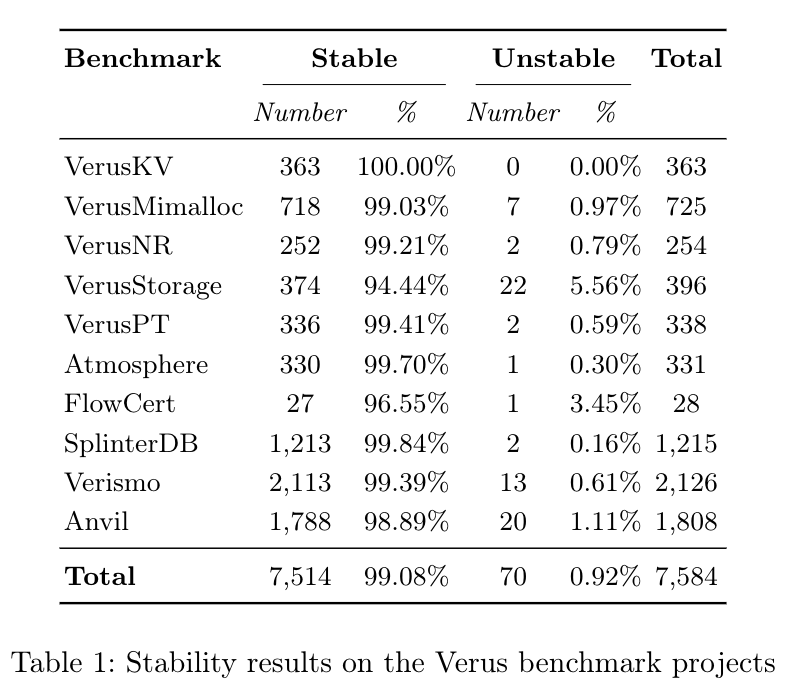 Benchmark Stable Unstable Total
Number % Number %
VerusKV 363 100.00% 0 0.00% 363
VerusMimalloc 718 99.03% 7 0.97% 725
VerusNR 252 99.21% 2 0.79% 254
VerusStorage 374 94.44% 22 5.56% 396
VerusPT 336 99.41% 2 0.59% 338
Atmosphere 330 99.70% 1 0.30% 331
FlowCert 27 96.55% 1 3.45% 28
SplinterDB 1,213 99.84% 2 0.16% 1,215
Verismo 2,113 99.39% 13 0.61% 2,126
Anvil 1,788 98.89% 20 1.11% 1,808
Total 7,514 99.08% 70 0.92% 7,584
Table 1: Stability results on the Verus benchmark projects